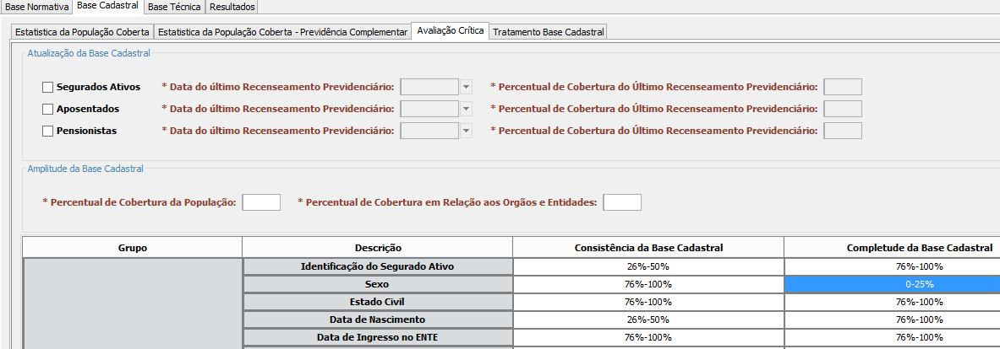 Base Normativa Base Cadastral Base Técnica Resultados
Estatistica da População Coberta Estatistica da População Coberta - Previdência Complementar Avaliação Crítica Tratamento Base Cadastral
Atualização da Base Cadastral
Segurados Ativos * Data do último Recenseamento Previdenciário: * Percentual de Cobertura do Último Recenseamento Previdenciário:
Aposentados * Data do último Recenseamento Previdenciário: * Percentual de Cobertura do Último Recenseamento Previdenciário:
Pensionistas * Data do último Recenseamento Previdenciário: * Percentual de Cobertura do Último Recenseamento Previdenciário:
Amplitude da Base Cadastral
* Percentual de Cobertura da População: * Percentual de Cobertura em Relação aos Orgãos e Entidades:
Grupo Descrição Consistência da Base Cadastral Completude da Base Cadastral
Identificação do Segurado Ativo 26%-50% 76%-100%
Sexo 76%-100% 0-25%
Estado Civil 76%-100% 76%-100%
Data de Nascimento 26%-50% 76%-100%
Data de Ingresso no ENTE 76%-100% 76%-100%